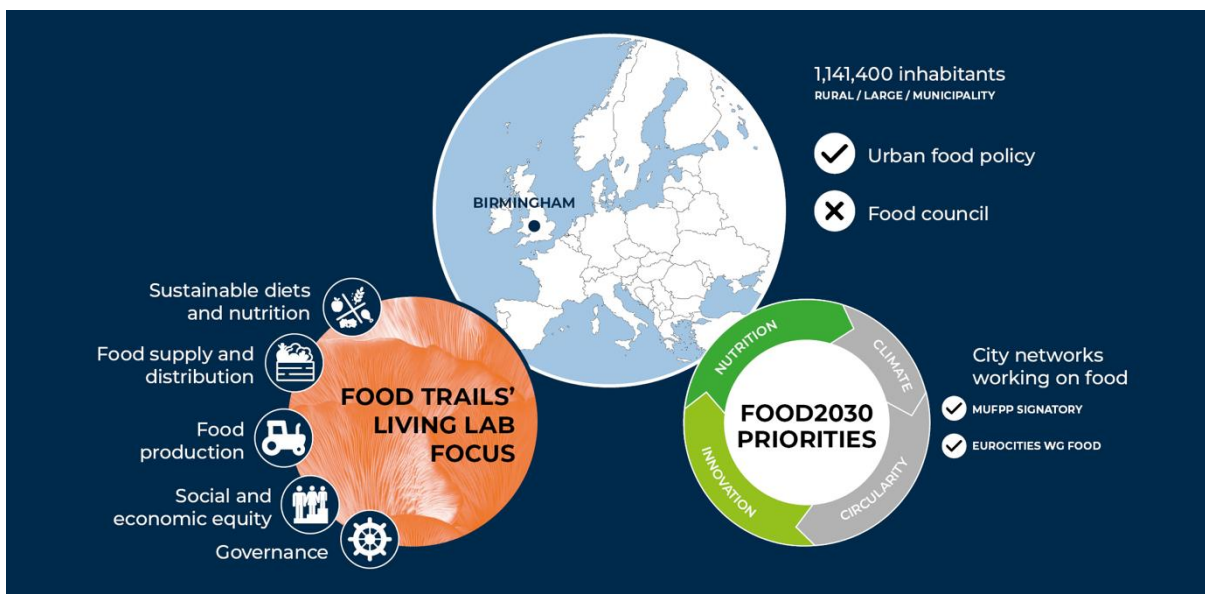 1,141,400 inhabitants
RURAL / LARGE / MUNICIPALITY
Urban food policy
Food council
BIRMINGHAM
Sustainable diets
and nutrition
Food supply and
distribution
Food
production
Social and
economic equity
Governance
FOOD TRAILS'
LIVING LAB
FOCUS
NUTRITION
CLIMATE
CIRCULARITY
INNOVATION
FOOD2030
PRIORITIES
City networks
working on food
MUFPP SIGNATORY
EUROCITIES WG FOOD